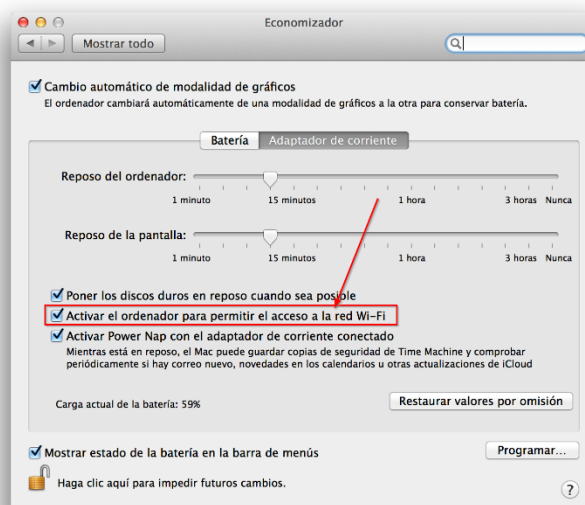 Economizador
Mostrar todo
Cambio automático de modalidad de gráficos
El ordenador cambiará automáticamente de una modalidad de gráficos a la otra para conservar batería.
Batería Adaptador de corriente
Reposo del ordenador:
1 minuto 15 minutos 1 hora 3 horas Nunca
Reposo de la pantalla:
1 minuto 15 minutos 1 hora 3 horas Nunca
Poner los discos duros en reposo cuando sea posible
Activar el ordenador para permitir el acceso a la red Wi-Fi
Activar Power Nap con el adaptador de corriente conectado
Mientras está en reposo, el Mac puede guardar copias de seguridad de Time Machine y comprobar
periódicamente si hay correo nuevo, novedades en los calendarios u otras actualizaciones de iCloud
Carga actual de la batería: 59% Restaurar valores por omisión
Mostrar estado de la batería en la barra de menús Programar...
Haga clic aquí para impedir futuros cambios. ?